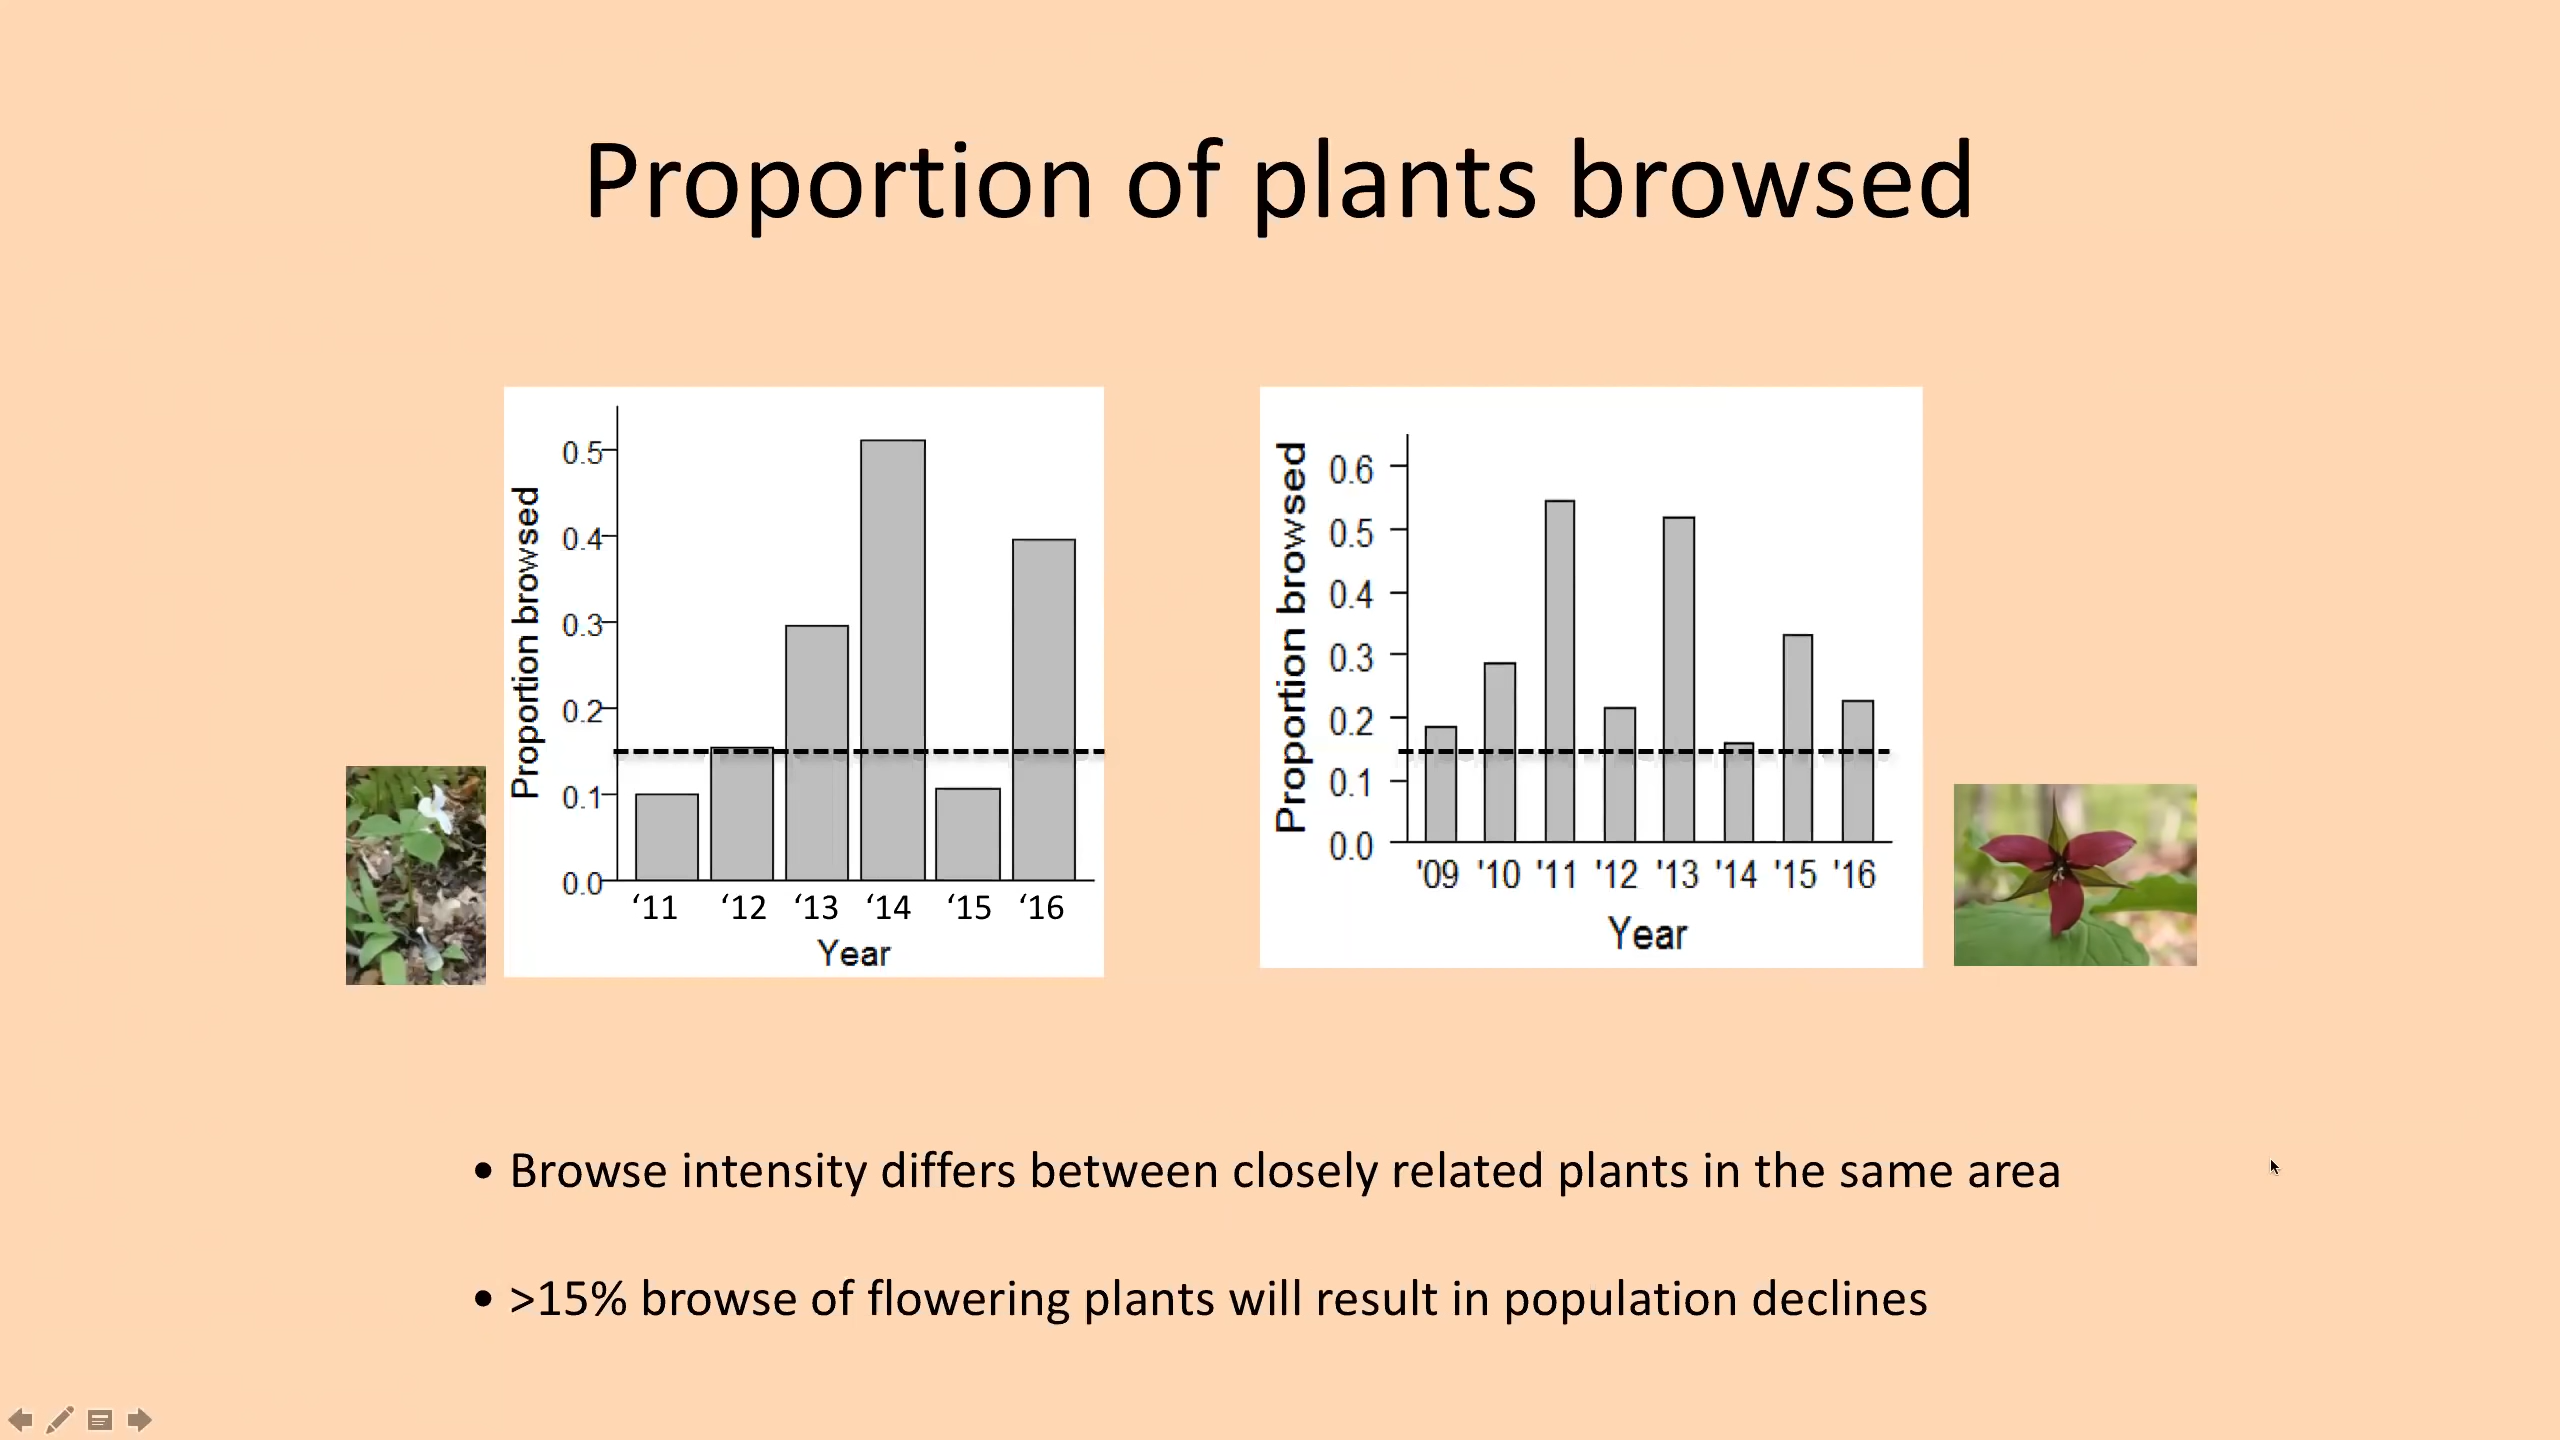 Proportion of plants browsed
Proportion browsed
0.5
0.4
0.3
0.2
0.1
0.0
‘11 ‘12 ‘13 ‘14 ‘15 ‘16
Year
Proportion browsed
0.6
0.5
0.4
0.3
0.2
0.1
0.0
'09 '10 '11 '12 '13 '14 '15 '16
Year
• Browse intensity differs between closely related plants in the same area
• >15% browse of flowering plants will result in population declines